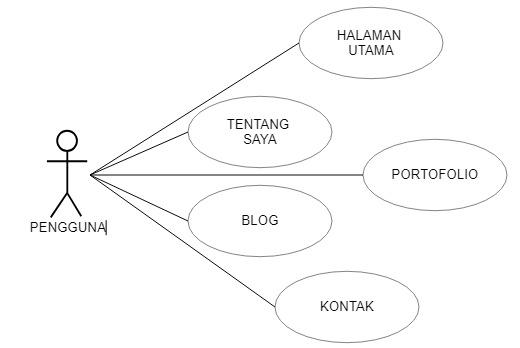 HALAMAN
UTAMA
TENTANG
SAYA
PORTOFOLIO
BLOG
PENGGUNA
KONTAK